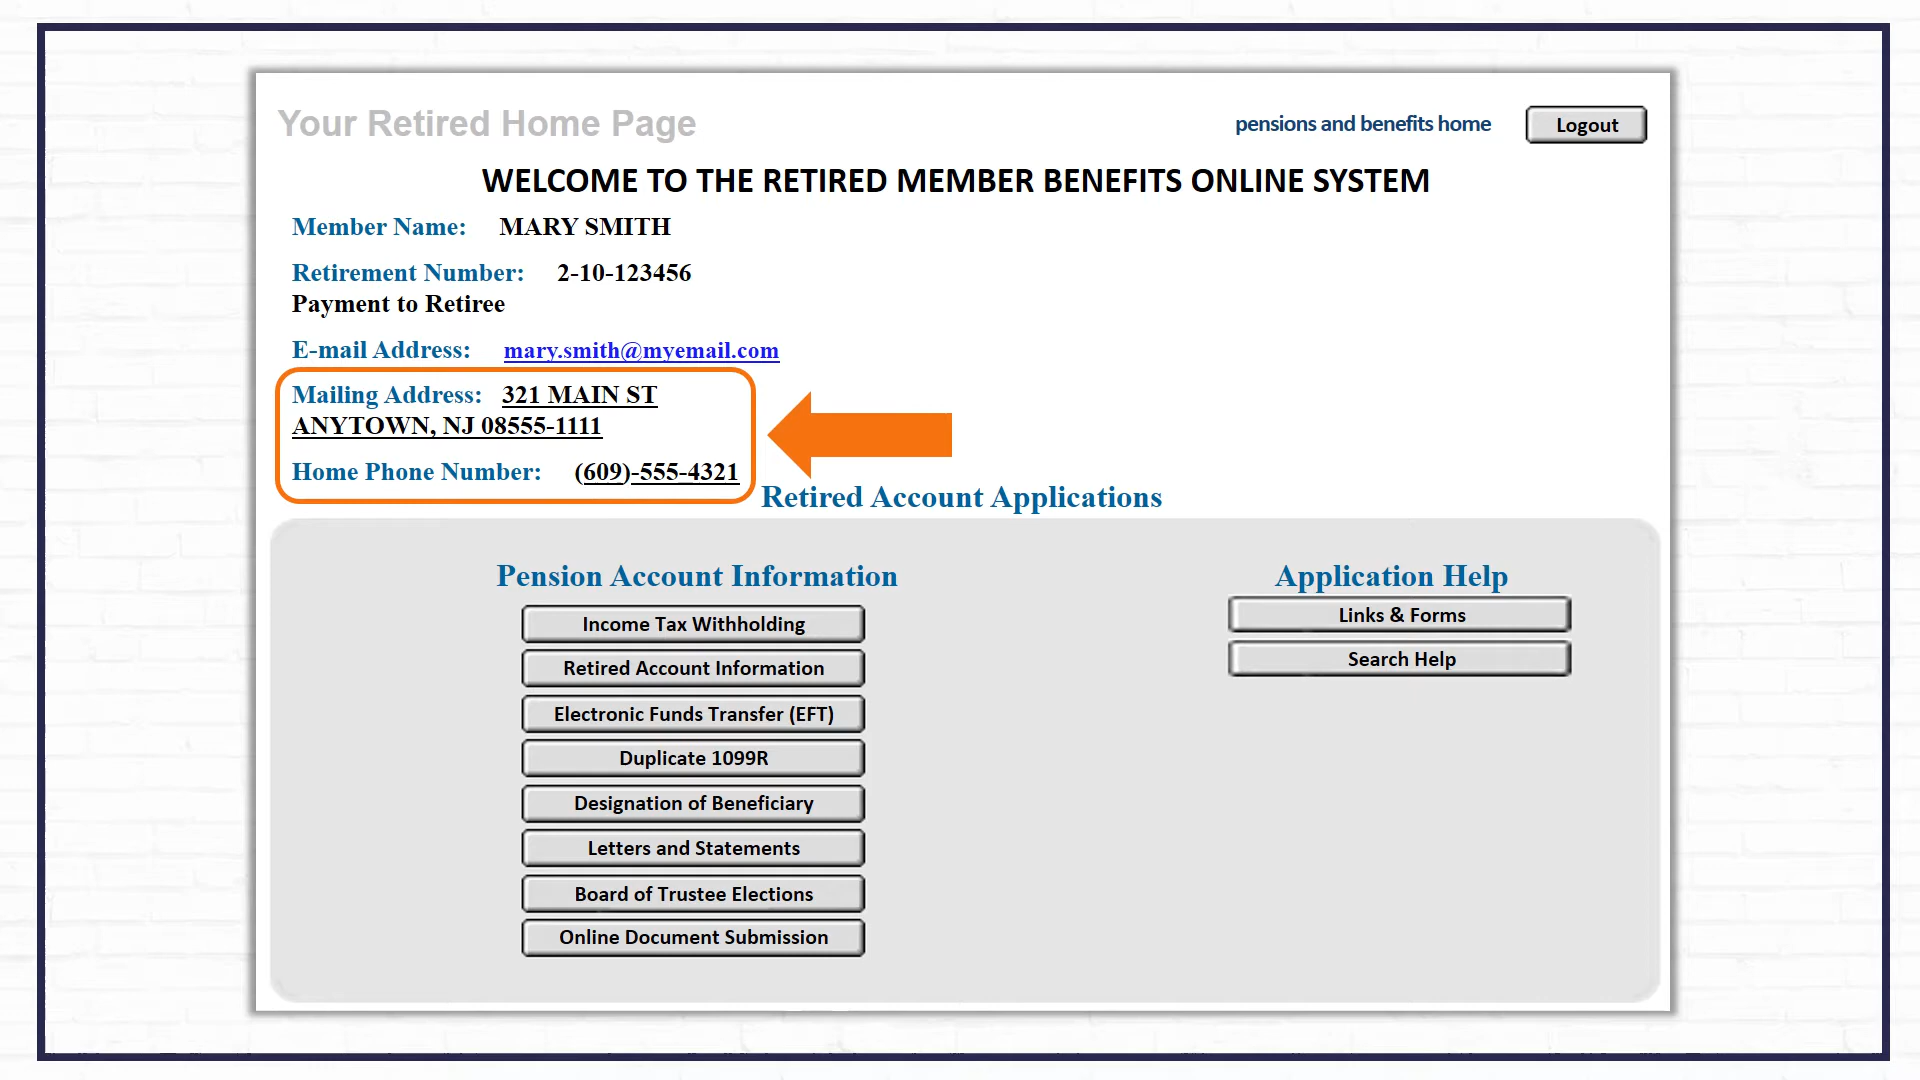 Your Retired Home Page
pensions and benefits home
Logout
WELCOME TO THE RETIRED MEMBER BENEFITS ONLINE SYSTEM
Member Name: MARY SMITH
Retirement Number: 2-10-123456
Payment to Retiree
E-mail Address: mary.smith@myemail.com
Mailing Address: 321 MAIN ST
ANYTOWN, NJ 08555-1111
Home Phone Number: (609)-555-4321
Retired Account Applications
Pension Account Information
Income Tax Withholding
Retired Account Information
Electronic Funds Transfer (EFT)
Duplicate 1099R
Designation of Beneficiary
Letters and Statements
Board of Trustee Elections
Online Document Submission
Application Help
Links & Forms
Search Help